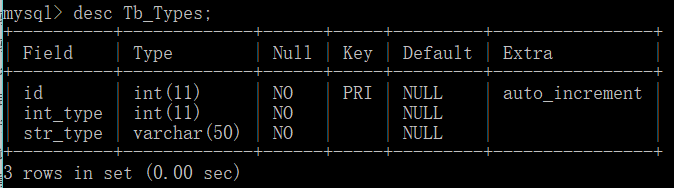 mysql> desc Tb_Types;
+----------+-------------+------+-----+---------+----------------+
| Field | Type | Null | Key | Default | Extra |
+----------+-------------+------+-----+---------+----------------+
| id | int(11) | NO | PRI | NULL | auto_increment |
| int_type | int(11) | NO | | NULL | |
| str_type | varchar(50) | NO | | NULL | |
+----------+-------------+------+-----+---------+----------------+
3 rows in set (0.00 sec)